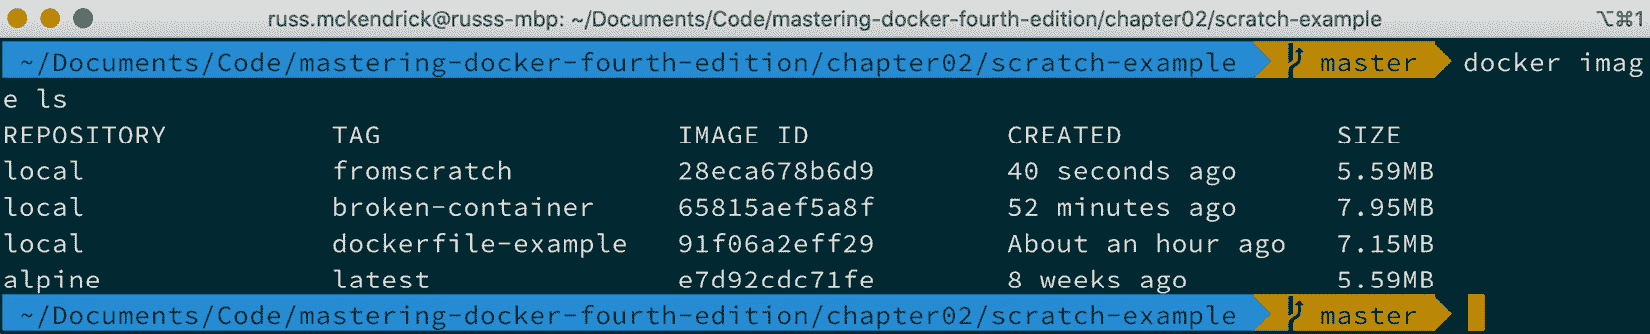 russ.mckendrick@russs-mbp: ~/Documents/Code/mastering-docker-fourth-edition/chapter02/scratch-example ⌥⌘1
~/Documents/Code/mastering-docker-fourth-edition/chapter02/scratch-example master docker imag
e ls
REPOSITORY TAG IMAGE ID CREATED SIZE
local fromscratch 28eca678b6d9 40 seconds ago 5.59MB
local broken-container 65815aef5a8f 52 minutes ago 7.95MB
local dockerfile-example 91f06a2eff29 About an hour ago 7.15MB
alpine latest e7d92cdc71fe 8 weeks ago 5.59MB
~/Documents/Code/mastering-docker-fourth-edition/chapter02/scratch-example master